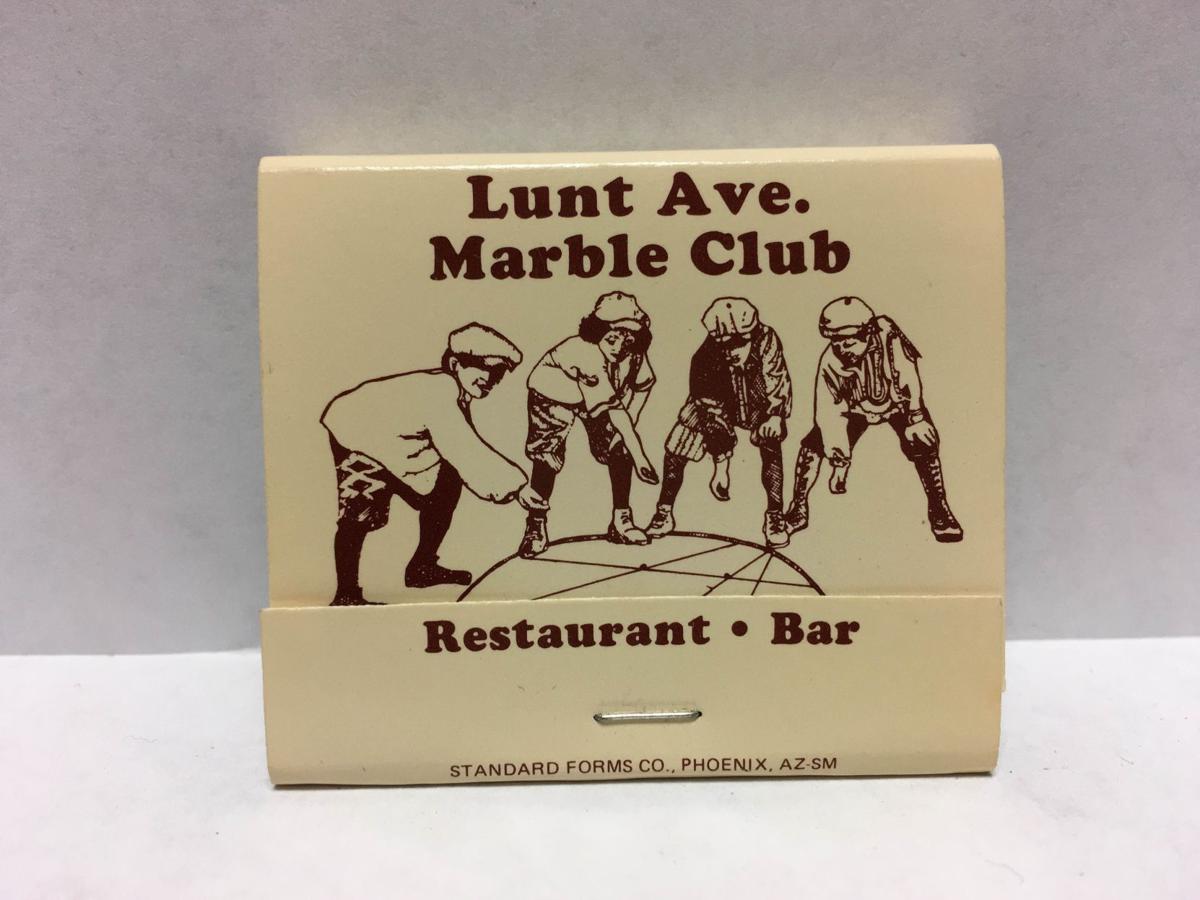 Lunt Ave.
Marble Club
Restaurant • Bar
STANDARD FORMS CO., PHOENIX, AZ-SM